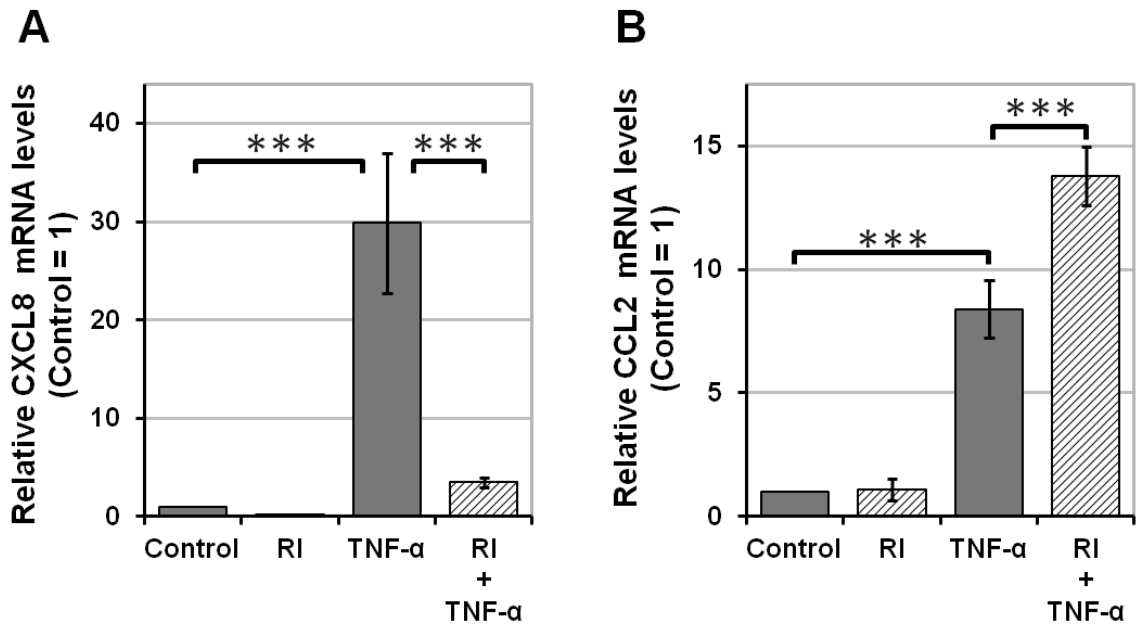 A
Relative CXCL8 mRNA levels
(Control = 1)
40
30
20
10
0
***
***
Control
RI
TNF-α
RI
+
TNF-α
B
Relative CCL2 mRNA levels
(Control = 1)
15
10
5
0
***
***
Control
RI
TNF-α
RI
+
TNF-α